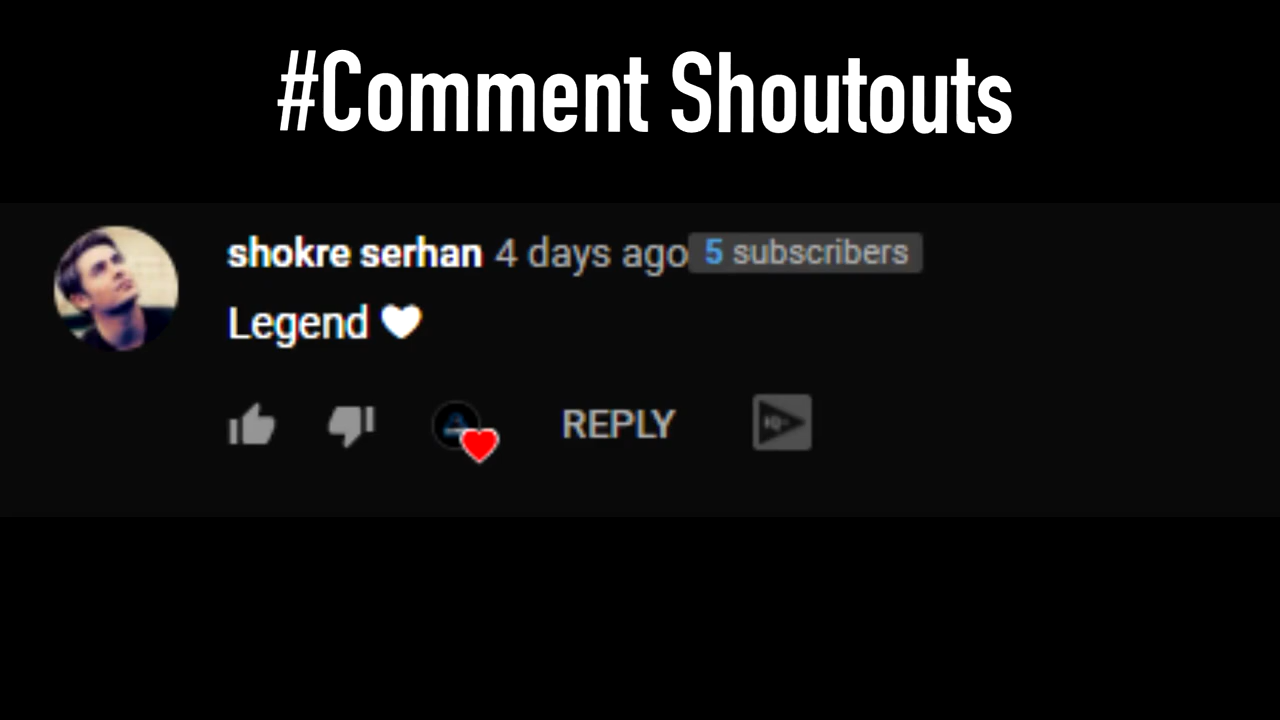 #Comment Shoutouts
shokre serhan 4 days ago 5 subscribers
Legend 🤍
REPLY